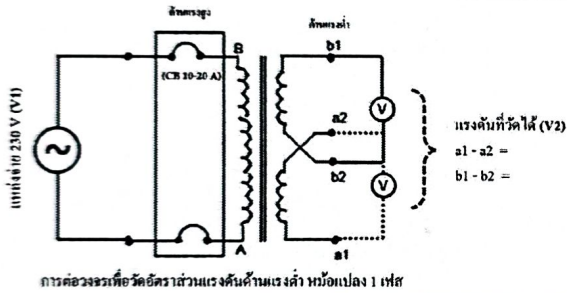 ด้านแรงสูง
ด้านแรงต่ำ
B
b1
(CB 10-20 A)
แหล่งจ่าย 230 V (V1)
V
a2
b2
V
A
a1
แรงดันที่วัดได้ (V2)
a1 - a2 =
b1 - b2 =
การต่อวงจรเพื่อวัดอัตราส่วนแรงดันด้านแรงต่ำ หม้อแปลง 1 เฟส